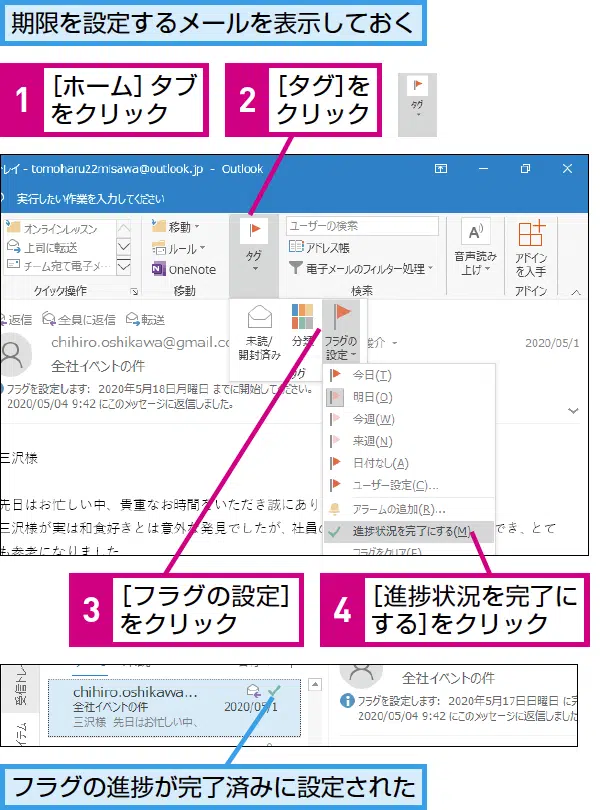 期限を設定するメールを表示しておく
1 ［ホーム］タブ
をクリック
2 ［タグ］を
クリック
タグ
トレイ - tomoharu22misawa@outlook.jp - Outlook
実行したい作業を入力してください
オンラインレッスン
上司に転送
チーム宛て電子メ...
クイック操作
移動
ルール
OneNote
移動
タグ
ユーザーの検索
アドレス帳
電子メールのフィルター処理
検索
音声読み
上げ
アドイン
を入手
アドイン
返信 全員に返信 転送
未読/
開封済み
分類
フラグの
設定
タグ
chihiro.oshikawa@gmail.co
2020/05/1
全社イベントの件
フラグを設定します: 2020年5月18日月曜日 までに開始してください。
2020/05/04 9:42 にこのメッセージに返信しました。
今日(T)
明日(O)
今週(W)
来週(N)
日付なし(A)
ユーザー設定(C)...
アラームの追加(R)...
進捗状況を完了にする(M)
フラグをクリア(E)
三沢様
先日はお忙しい中、貴重なお時間をいただき誠にあり
三沢様が実は和食好きとは意外な発見でしたが、社員の でき、とて
も参考になりました
3 ［フラグの設定］
をクリック
4 ［進捗状況を完了に
する］をクリック
受信トレ
イテム
chihiro.oshikawa...
全社イベントの件 2020/05/1
三沢様 先日はお忙しい中、
全社イベントの件
フラグを設定します: 2020年5月17日日曜日 に完
2020/05/04 9:42 にこのメッセージに返信しました
フラグの進捗が完了済みに設定された